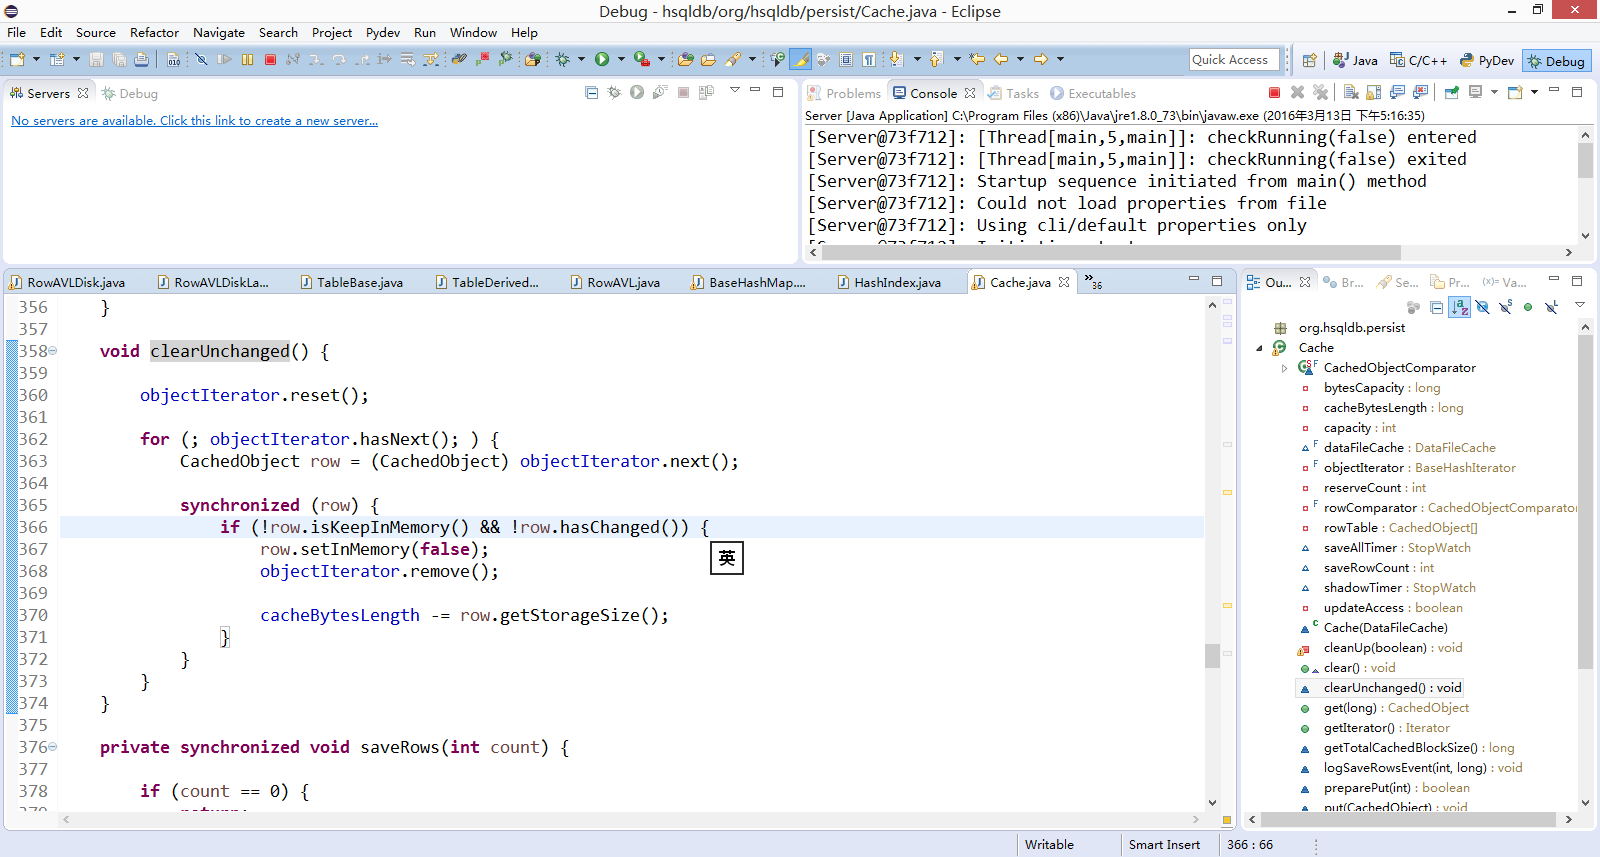 Debug - hsqldb/org/hsqldb/persist/Cache.java - Eclipse
File Edit Source Refactor Navigate Search Project Pydev Run Window Help
Quick Access
Java
C/C++
PyDev
Debug
Servers
Debug
No servers are available. Click this link to create a new server...
Problems
Console
Tasks
Executables
Server [Java Application] C:\Program Files (x86)\Java\jre1.8.0_73\bin\javaw.exe (2016年3月13日 下午5:16:35)
[Server@73f712]: [Thread[main,5,main]]: checkRunning(false) entered
[Server@73f712]: [Thread[main,5,main]]: checkRunning(false) exited
[Server@73f712]: Startup sequence initiated from main() method
[Server@73f712]: Could not load properties from file
[Server@73f712]: Using cli/default properties only
RowAVLDisk.java
RowAVLDiskLa...
TableBase.java
TableDerived...
RowAVL.java
BaseHashMap....
HashIndex.java
Cache.java
»36
356 }
357
358 void clearUnchanged() {
359
360 objectIterator.reset();
361
362 for (; objectIterator.hasNext(); ) {
363 CachedObject row = (CachedObject) objectIterator.next();
364
365 synchronized (row) {
366 if (!row.isKeepInMemory() && !row.hasChanged()) {
367 row.setInMemory(false);
368 objectIterator.remove();
369
370 cacheBytesLength -= row.getStorageSize();
371 }
372 }
373 }
374 }
375
376 private synchronized void saveRows(int count) {
377
378 if (count == 0) {
英
Ou...
Br...
Se...
Pr...
(x)= Va...
org.hsqldb.persist
Cache
CachedObjectComparator
bytesCapacity : long
cacheBytesLength : long
capacity : int
dataFileCache : DataFileCache
objectIterator : BaseHashIterator
reserveCount : int
rowComparator : CachedObjectComparator
rowTable : CachedObject[]
saveAllTimer : StopWatch
saveRowCount : int
shadowTimer : StopWatch
updateAccess : boolean
Cache(DataFileCache)
cleanUp(boolean) : void
clear() : void
clearUnchanged() : void
get(long) : CachedObject
getIterator() : Iterator
getTotalCachedBlockSize() : long
logSaveRowsEvent(int, long) : void
preparePut(int) : boolean
put(CachedObject) : void
Writable
Smart Insert
366 : 66